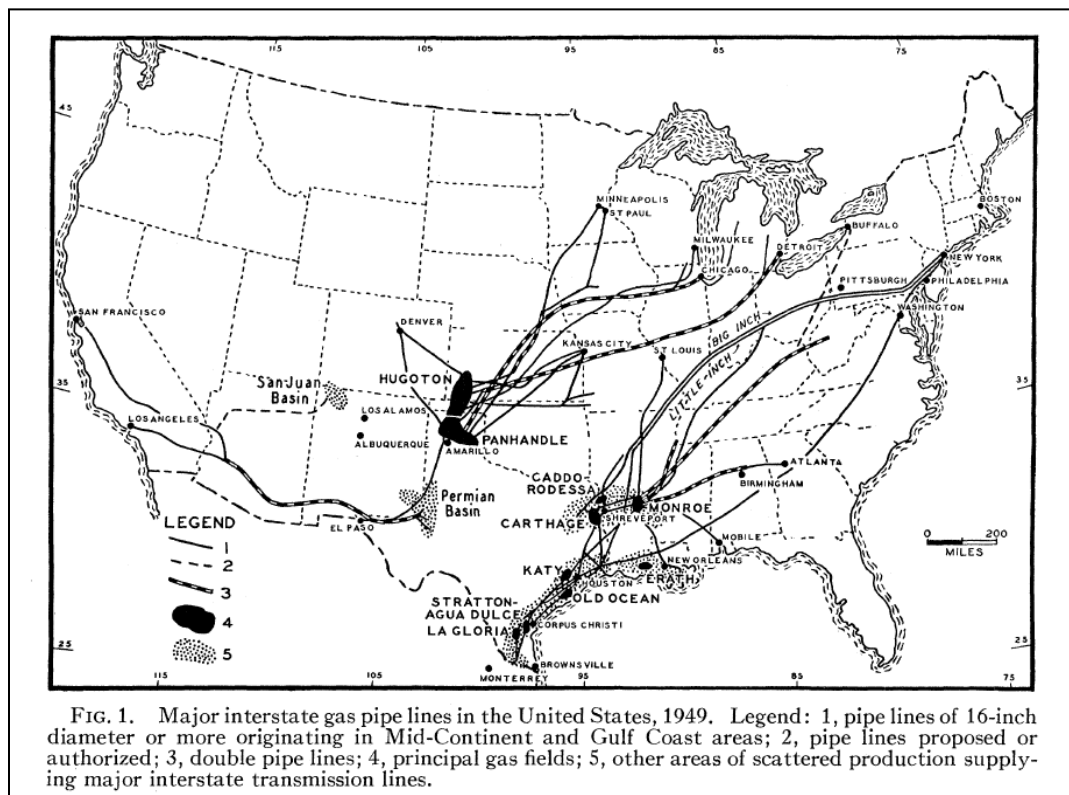 105
95
85
75
45
MINNEAPOLIS
ST PAUL
BOSTON
BUFFALO
MILWAUKEE
DETROIT
CHICAGO
NEW YORK
PITTSBURGH
PHILADELPHIA
WASHINGTON
SAN FRANCISCO
DENVER
BIG INCH
KANSAS CITY
ST LOUIS
LITTLE INCH
HUGOTON
35
35
San Juan
Basin
LOS ALAMOS
LOS ANGELES
ALBUQUERQUE
PANHANDLE
AMARILLO
ATLANTA
BIRMINGHAM
CADDO-
RODESSA
MONROE
Permian
Basin
CARTHAGE
SHREVEPORT
LEGEND
EL PASO
MOBILE
0 200
MILES
1
NEW ORLEANS
KATY
ERATH
2
HOUSTON
OLD OCEAN
3
STRATTON-
AGUA DULCE
4
LA GLORIA
CORPUS CHRISTI
5
25
25
BROWNSVILLE
MONTERREY
115
105
95
85
75
FIG. 1. Major interstate gas pipe lines in the United States, 1949. Legend: 1, pipe lines of 16-inch
diameter or more originating in Mid-Continent and Gulf Coast areas; 2, pipe lines proposed or
authorized; 3, double pipe lines; 4, principal gas fields; 5, other areas of scattered production supply-
ing major interstate transmission lines.